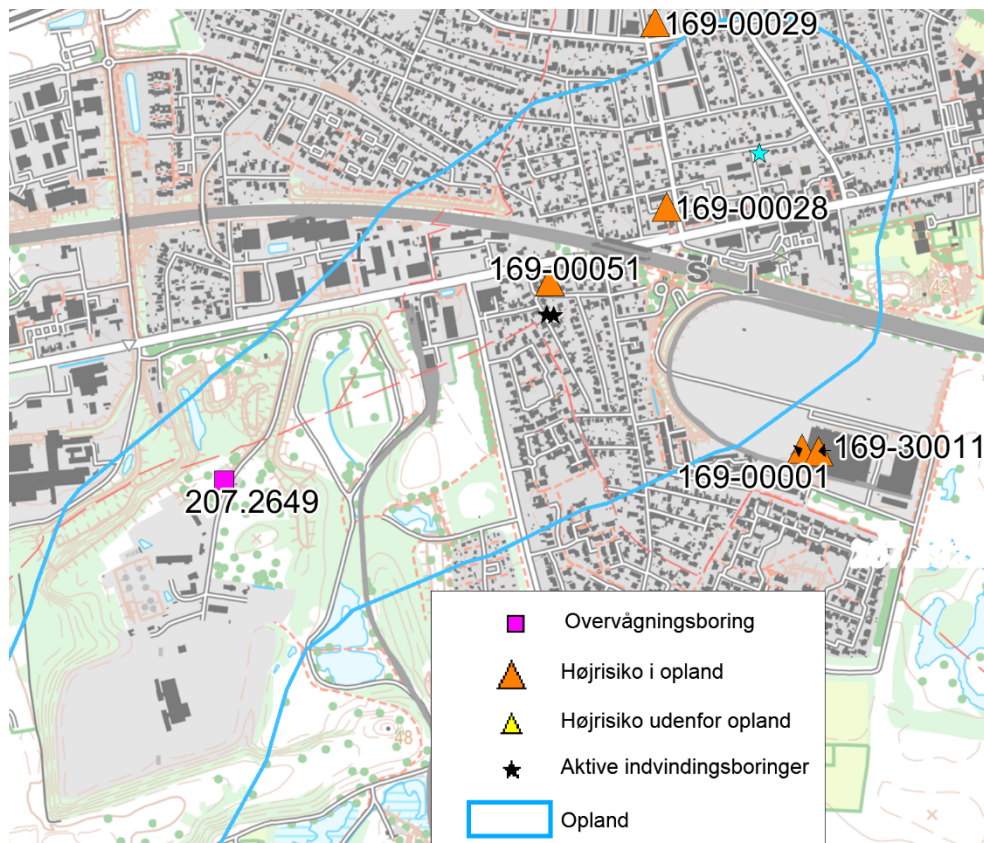 169-00029
169-00028
169-00051
S
42
169-30011
169-00001
207.2649
48
Overvågningsboring
Højrisiko i opland
Højrisiko udenfor opland
Aktive indvindingsboringer
Opland